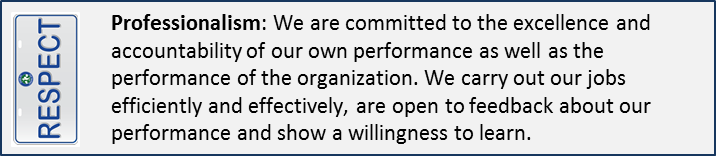 RESPECT
Professionalism: We are committed to the excellence and
accountability of our own performance as well as the
performance of the organization. We carry out our jobs
efficiently and effectively, are open to feedback about our
performance and show a willingness to learn.